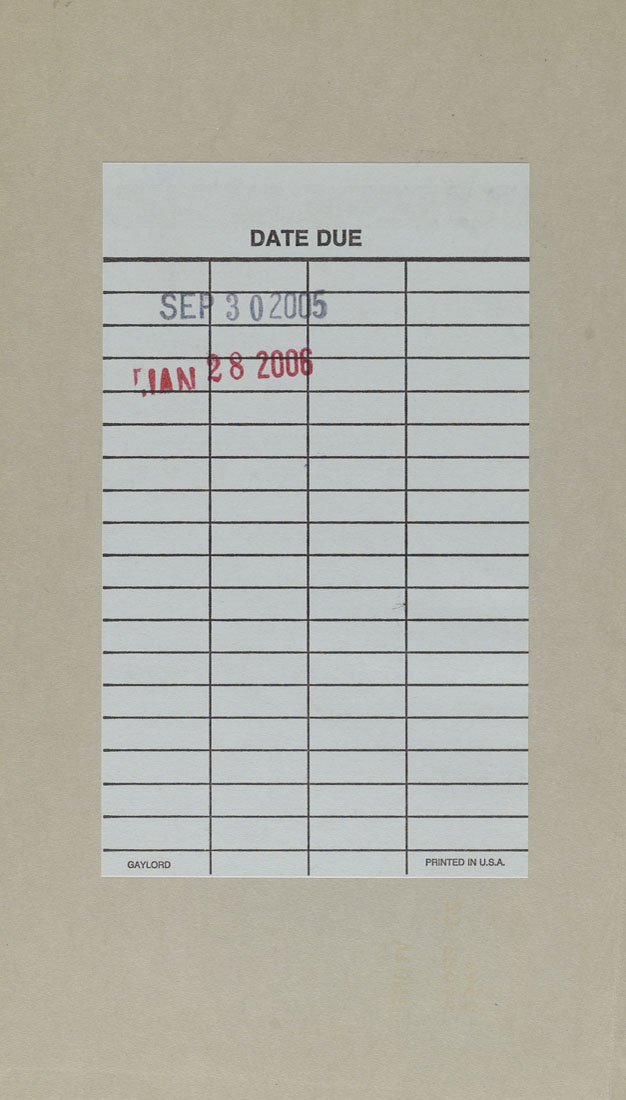 DATE DUE
SEP 30 2005
JAN 28 2006
GAYLORD
PRINTED IN U.S.A.